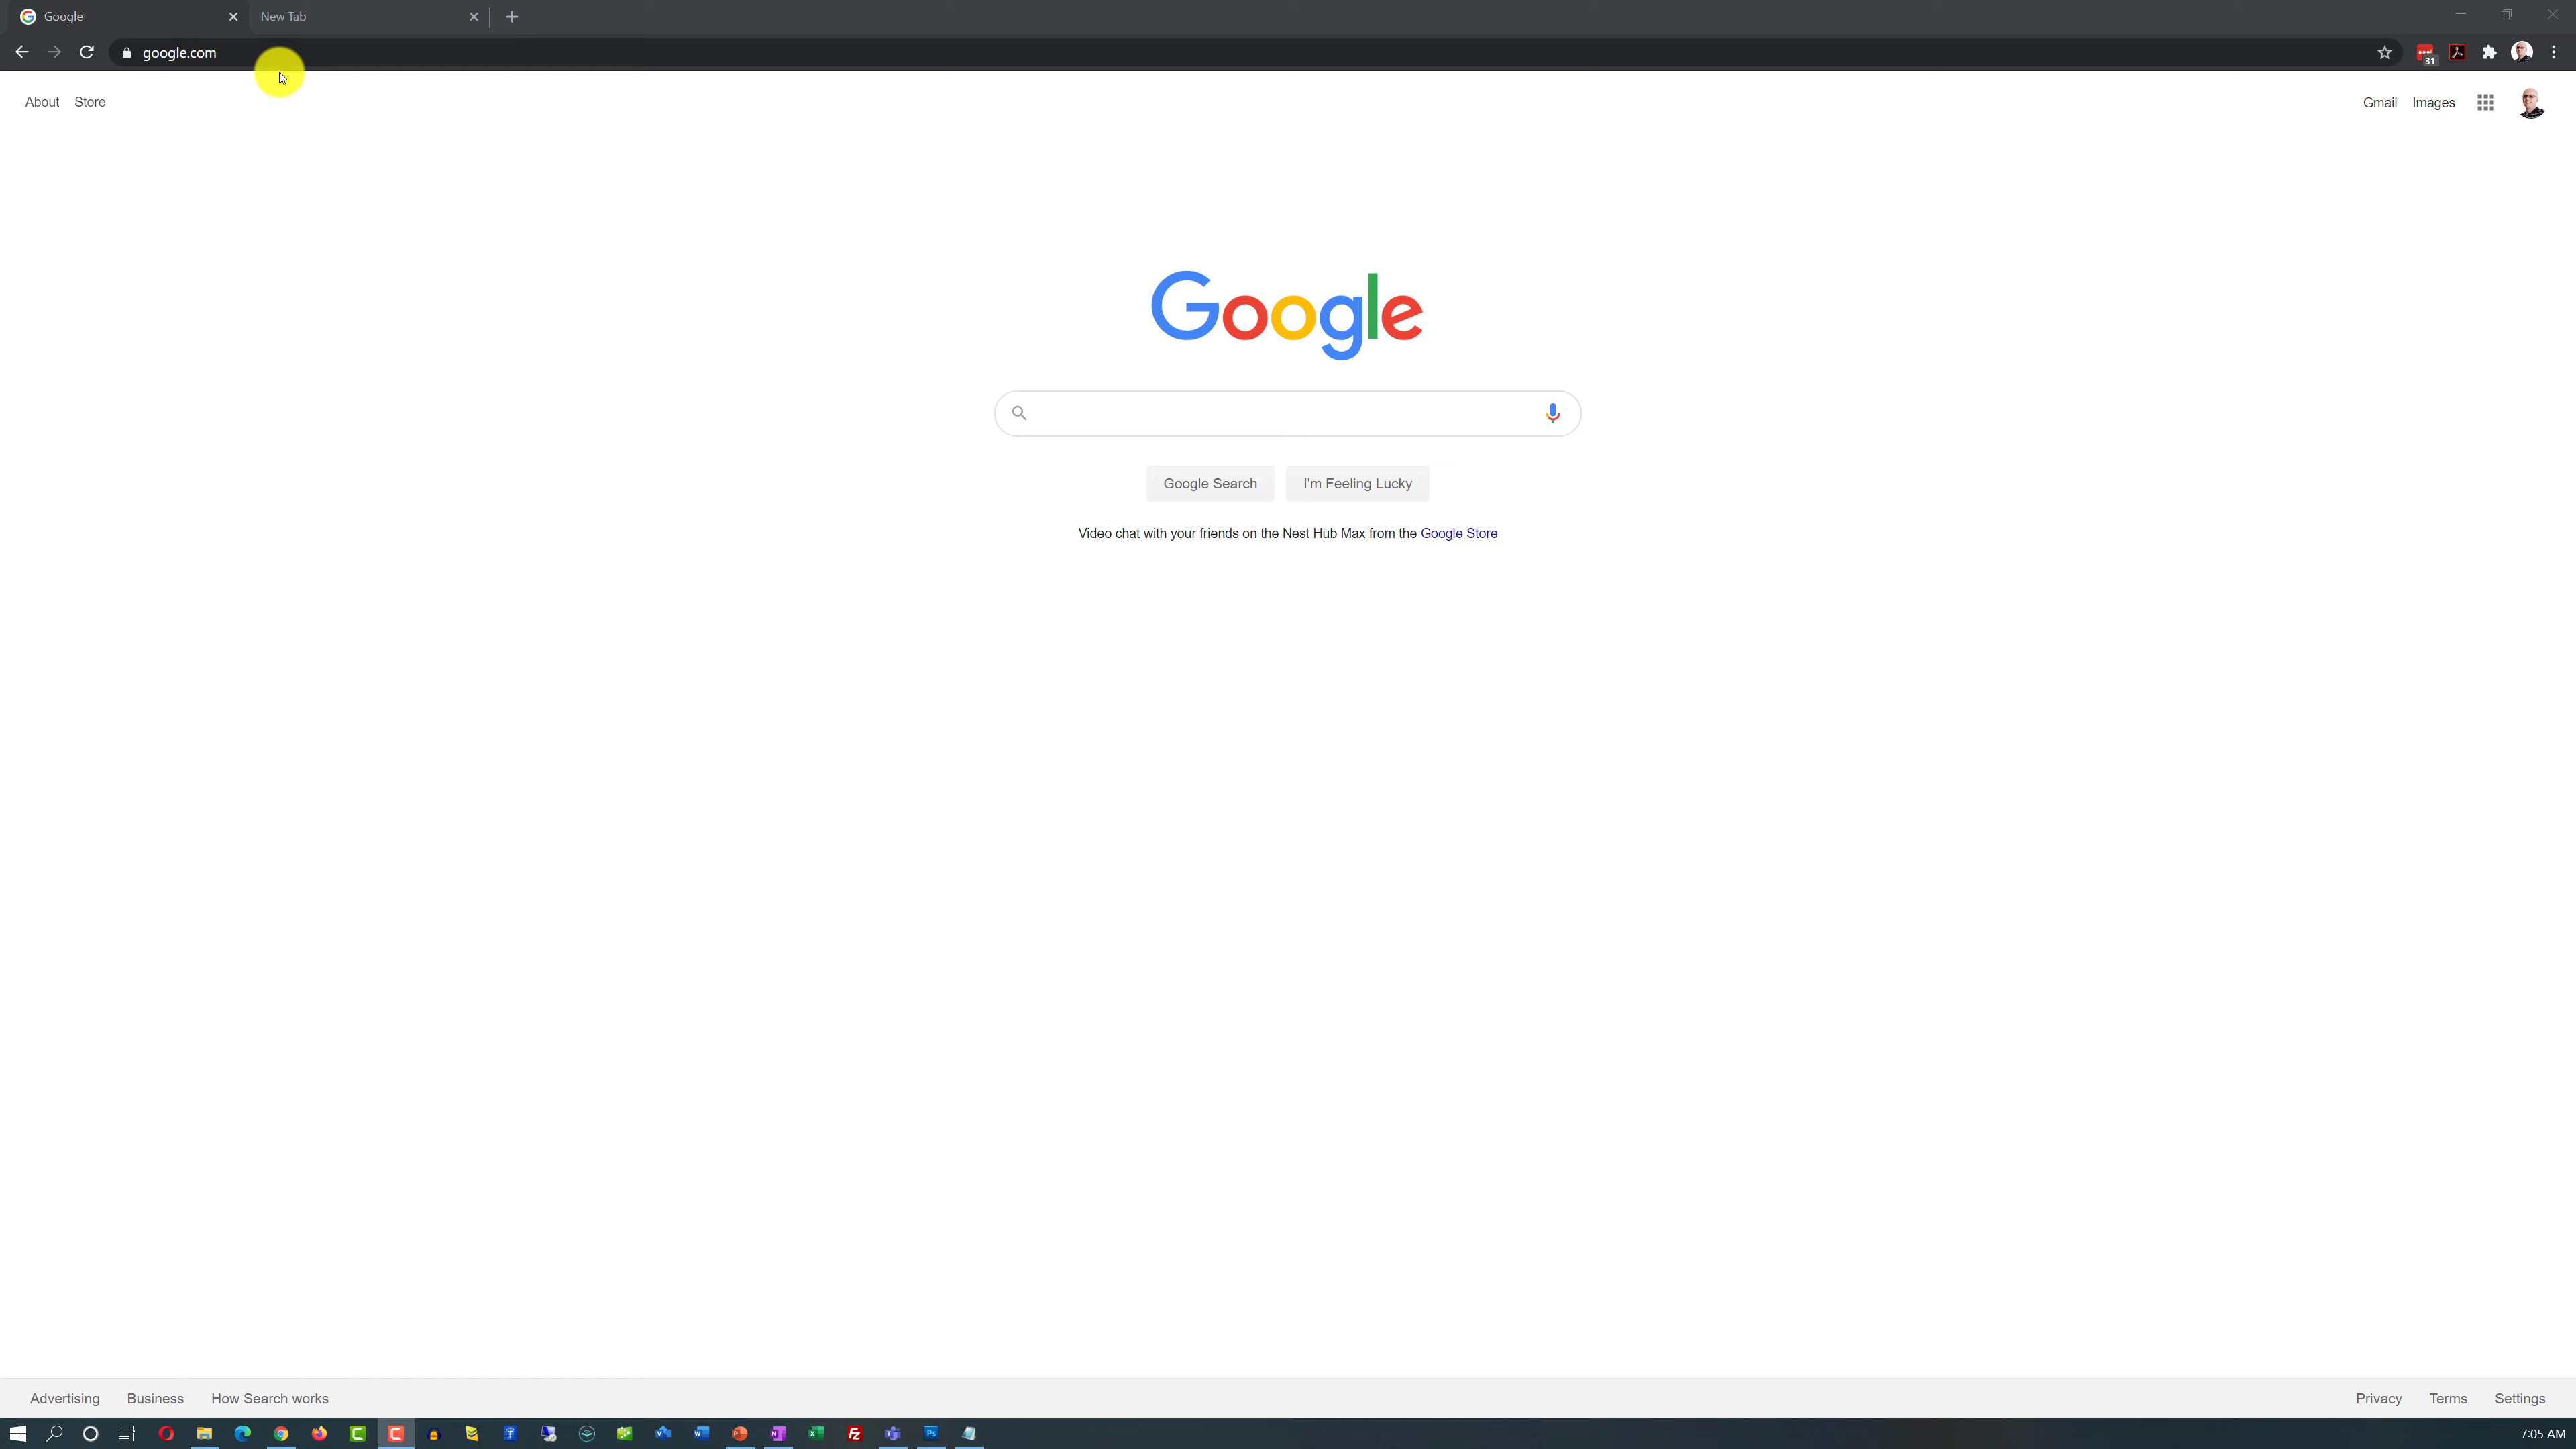 Google
New Tab
google.com
31
About Store
Gmail Images
Google
Google Search
I'm Feeling Lucky
Video chat with your friends on the Nest Hub Max from the Google Store
Advertising Business How Search works
Privacy Terms Settings
7:05 AM